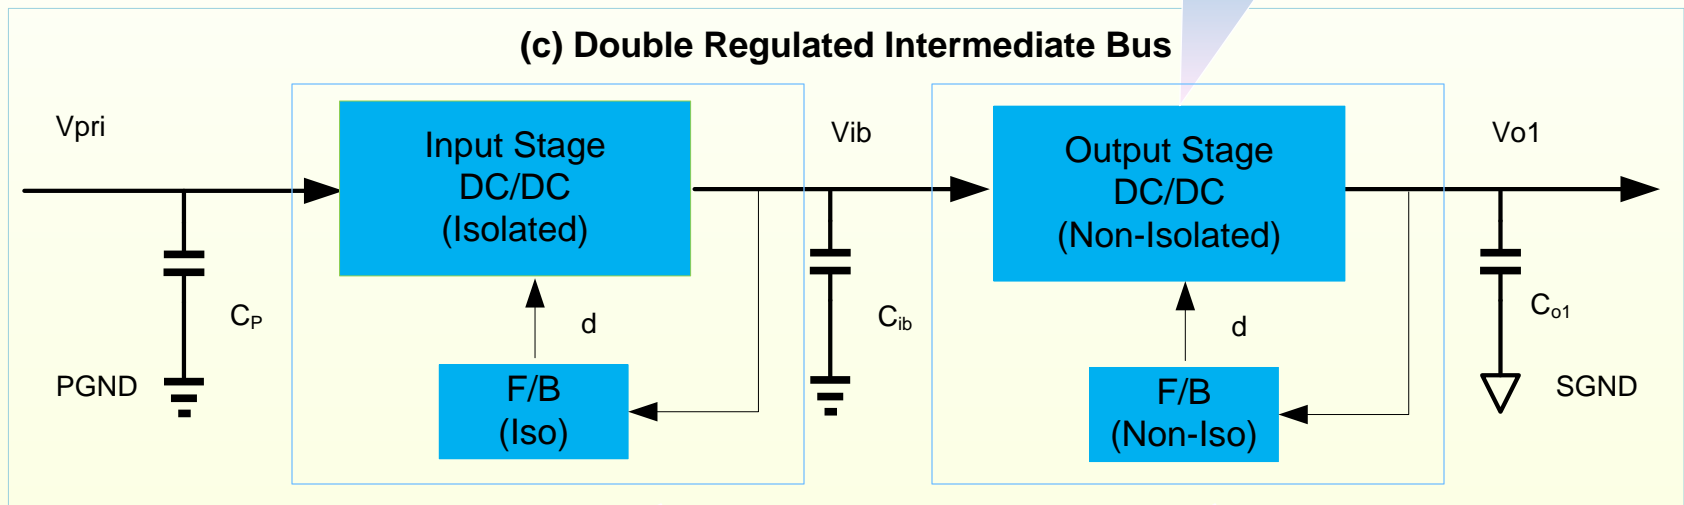 (c) Double Regulated Intermediate Bus
Vpri
Input Stage
DC/DC
(Isolated)
Vib
Output Stage
DC/DC
(Non-Isolated)
Vo1
CP
d
Cib
d
Co1
PGND
F/B
(Iso)
F/B
(Non-Iso)
SGND